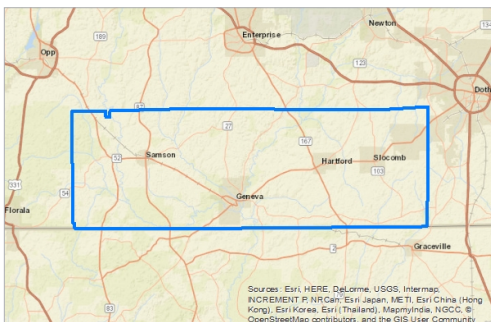 Newton
134
189
Enterprise
Opp
123
Doth
52
27
167
Samson
Hartford
Slocomb
52
103
331
54
Geneva
Florala
2
Graceville
83
Sources: Esri, HERE, DeLorme, USGS, Intermap,
INCREMENT P, NRCan, Esri Japan, METI, Esri China (Hong
Kong), Esri Korea, Esri (Thailand), MapmyIndia, NGCC, ©
OpenStreetMap contributors, and the GIS User Community